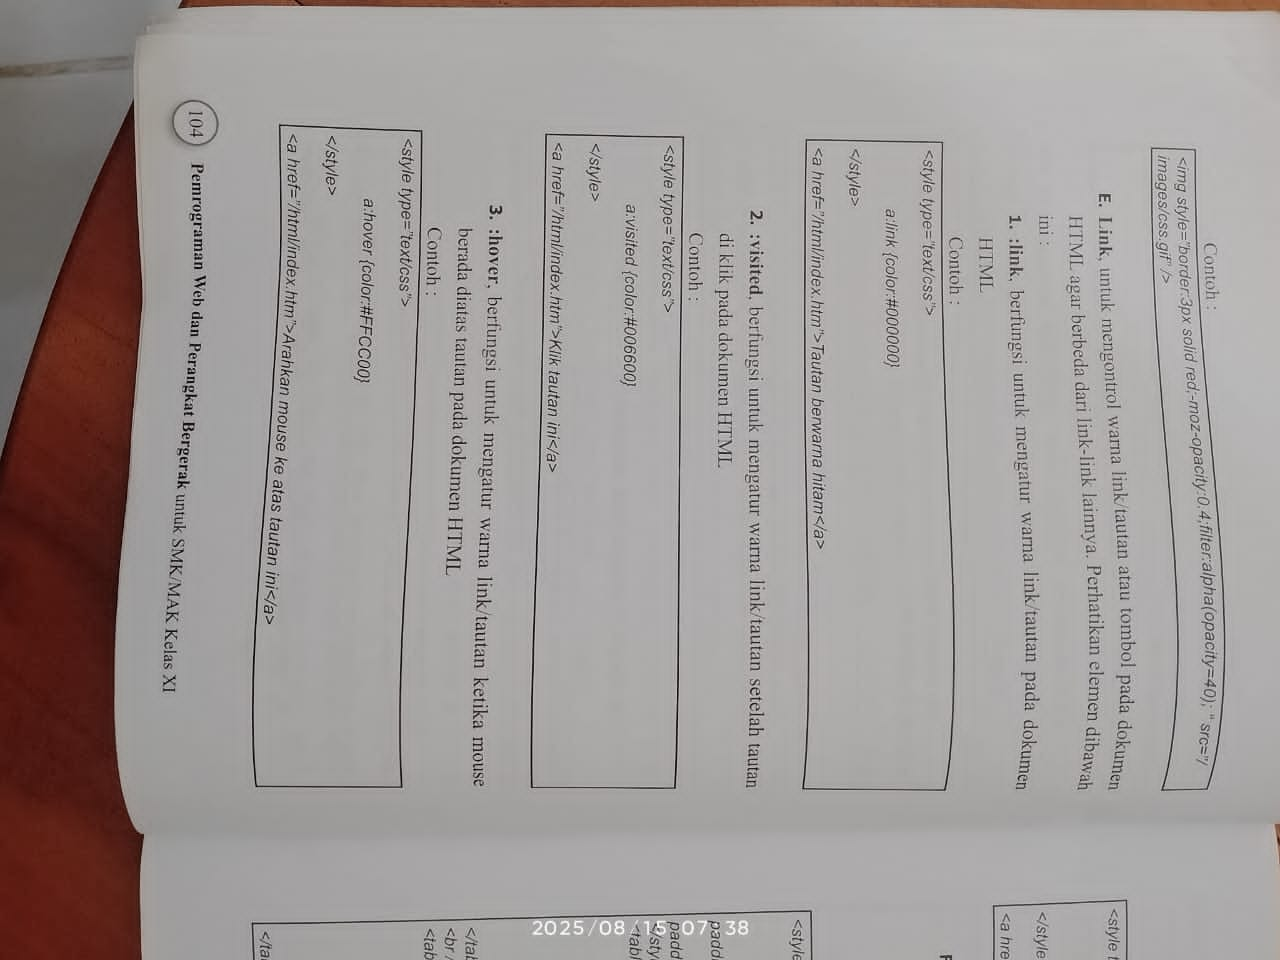 Contoh :
<img style="border:3px solid red;-moz-opacity:0.4;filter:alpha(opacity=40); " src="/
images/css.gif" />
E. Link, untuk mengontrol warna link/tautan atau tombol pada dokumen
HTML agar berbeda dari link-link lainnya. Perhatikan elemen dibawah
ini :
1. :link, berfungsi untuk mengatur warna link/tautan pada dokumen
HTML
Contoh :
<style type="text/css">
a:link {color:#000000}
</style>
<a href="/html/index.htm">Tautan berwarna hitam</a>
2. :visited, berfungsi untuk mengatur warna link/tautan setelah tautan
di klik pada dokumen HTML
Contoh :
<style type="text/css">
a:visited {color:#006600}
</style>
<a href="/html/index.htm">Klik tautan ini</a>
3. :hover, berfungsi untuk mengatur warna link/tautan ketika mouse
berada diatas tautan pada dokumen HTML
Contoh :
<style type="text/css">
a:hover {color:#FFCC00}
</style>
<a href="/html/index.htm">Arahkan mouse ke atas tautan ini</a>
104 Pemrograman Web dan Perangkat Bergerak untuk SMK/MAK Kelas XI
<style t
</style
<a hre
F
<style
padd
padd
</sty
<tabl
</tab
<br /
<tab
</ta
2025/08/15 07:38